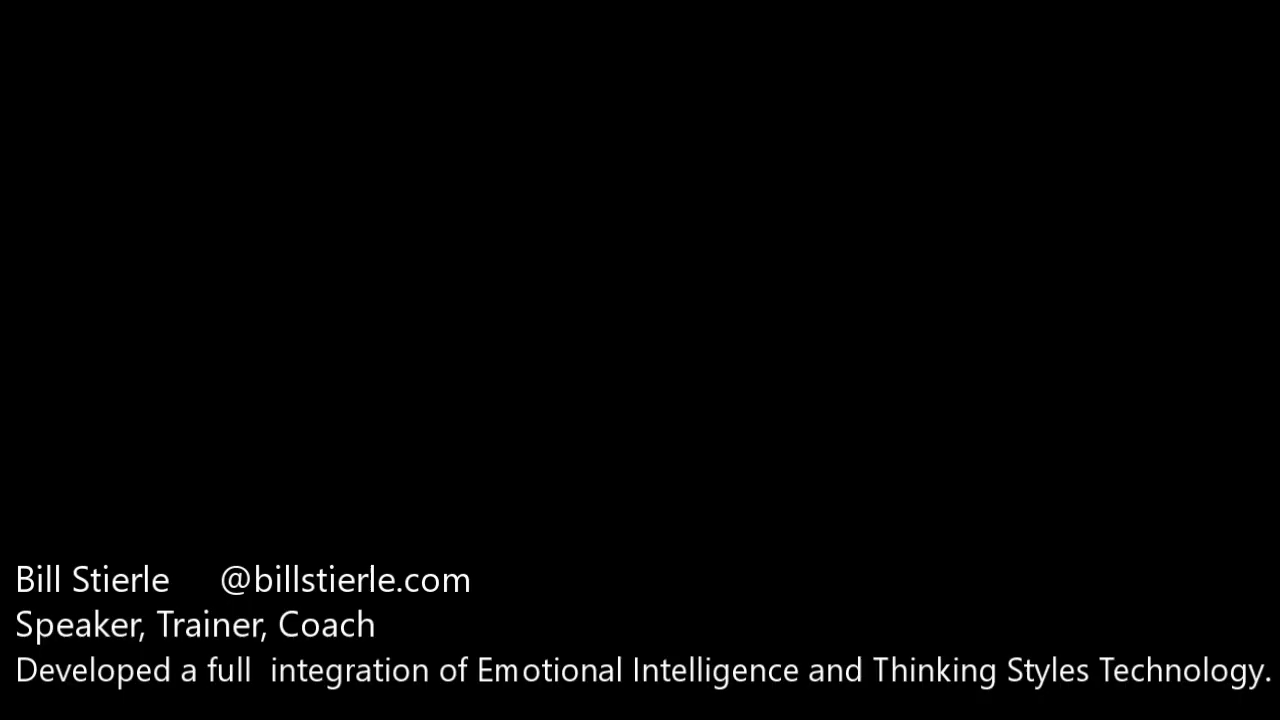 Bill Stierle @billstierle.com
Speaker, Trainer, Coach
Developed a full integration of Emotional Intelligence and Thinking Styles Technology.